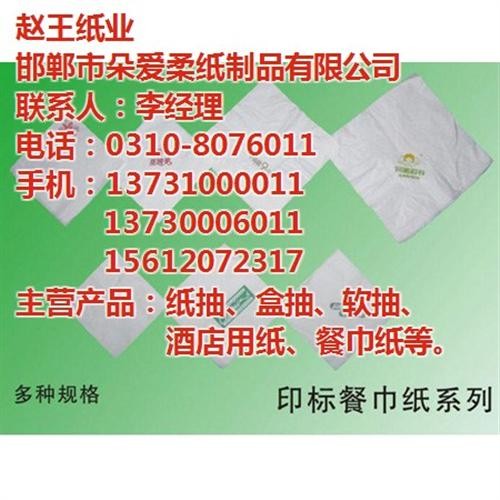 赵王纸业
邯郸市朵爱柔纸制品有限公司
联系人：李经理
电话：0310-8076011
手机：13731000011
13730006011
15612072317
主营产品：纸抽、盒抽、软抽、
酒店用纸、餐巾纸等。
多种规格
印标餐巾纸系列